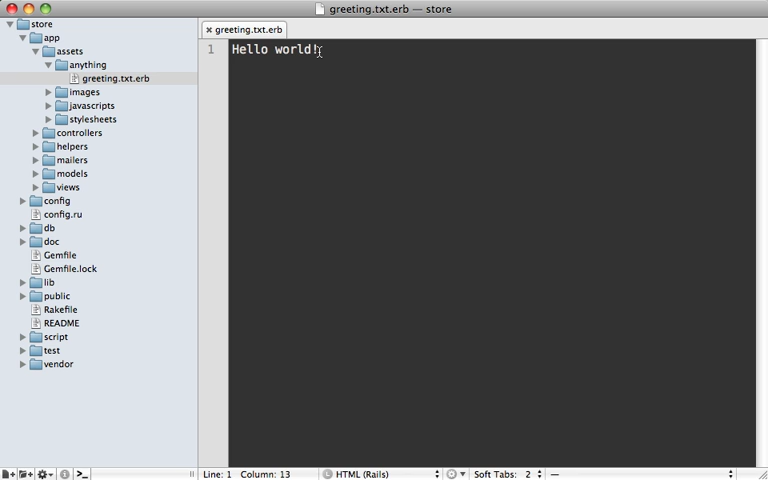 greeting.txt.erb — store
store
app
assets
anything
greeting.txt.erb
images
javascripts
stylesheets
controllers
helpers
mailers
models
views
config
config.ru
db
doc
Gemfile
Gemfile.lock
lib
public
Rakefile
README
script
test
vendor
greeting.txt.erb
1 Hello world!
Line: 1 Column: 13 HTML (Rails) Soft Tabs: 2 —